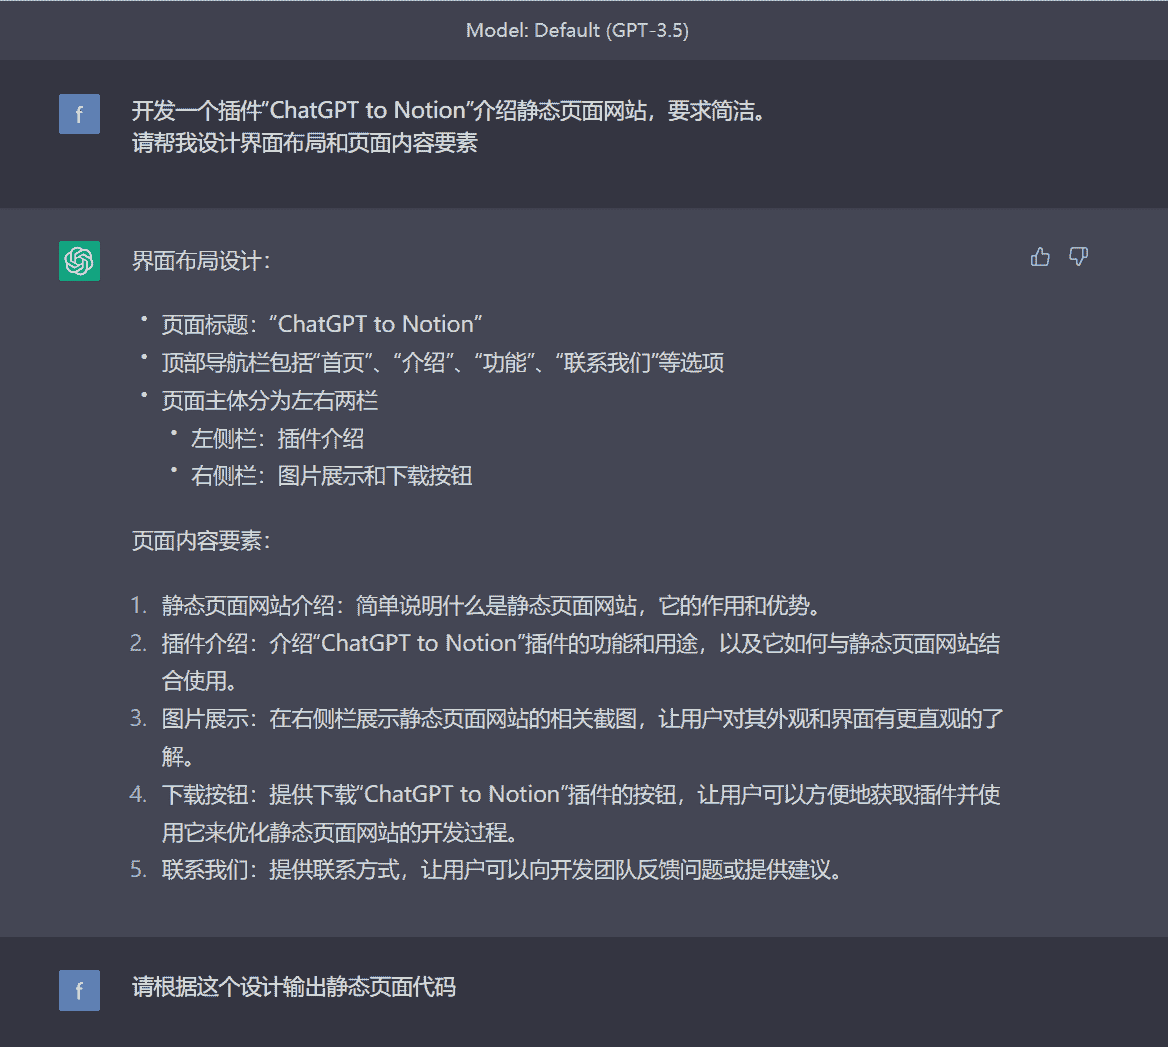 Model: Default (GPT-3.5)
f
开发一个插件“ChatGPT to Notion”介绍静态页面网站，要求简洁。
请帮我设计界面布局和页面内容要素
界面布局设计：
• 页面标题：“ChatGPT to Notion”
• 顶部导航栏包括“首页”、“介绍”、“功能”、“联系我们”等选项
• 页面主体分为左右两栏
• 左侧栏：插件介绍
• 右侧栏：图片展示和下载按钮
页面内容要素：
1. 静态页面网站介绍：简单说明什么是静态页面网站，它的作用和优势。
2. 插件介绍：介绍“ChatGPT to Notion”插件的功能和用途，以及它如何与静态页面网站结
合使用。
3. 图片展示：在右侧栏展示静态页面网站的相关截图，让用户对其外观和界面有更直观的了
解。
4. 下载按钮：提供下载“ChatGPT to Notion”插件的按钮，让用户可以方便地获取插件并使
用它来优化静态页面网站的开发过程。
5. 联系我们：提供联系方式，让用户可以向开发团队反馈问题或提供建议。
f
请根据这个设计输出静态页面代码